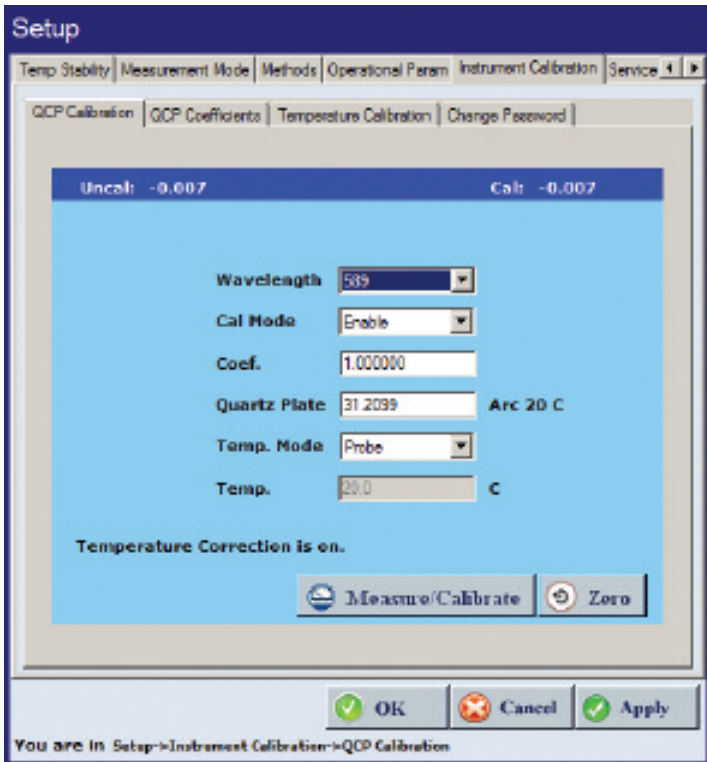 Setup
Temp Stability Measurement Mode Methods Operational Param Instrument Calibration Service
QCP Calibration QCP Coefficients Temperature Calibration Change Password
Uncal: -0.007 Cal: -0.007
Wavelength 589
Cal Mode Enable
Coef. 1.000000
Quartz Plate 31.2099 Arc 20 C
Temp. Mode Probe
Temp. 20.0 C
Temperature Correction is on.
Measure/Calibrate Zero
OK Cancel Apply
You are in Setup->Instrument Calibration->QCP Calibration